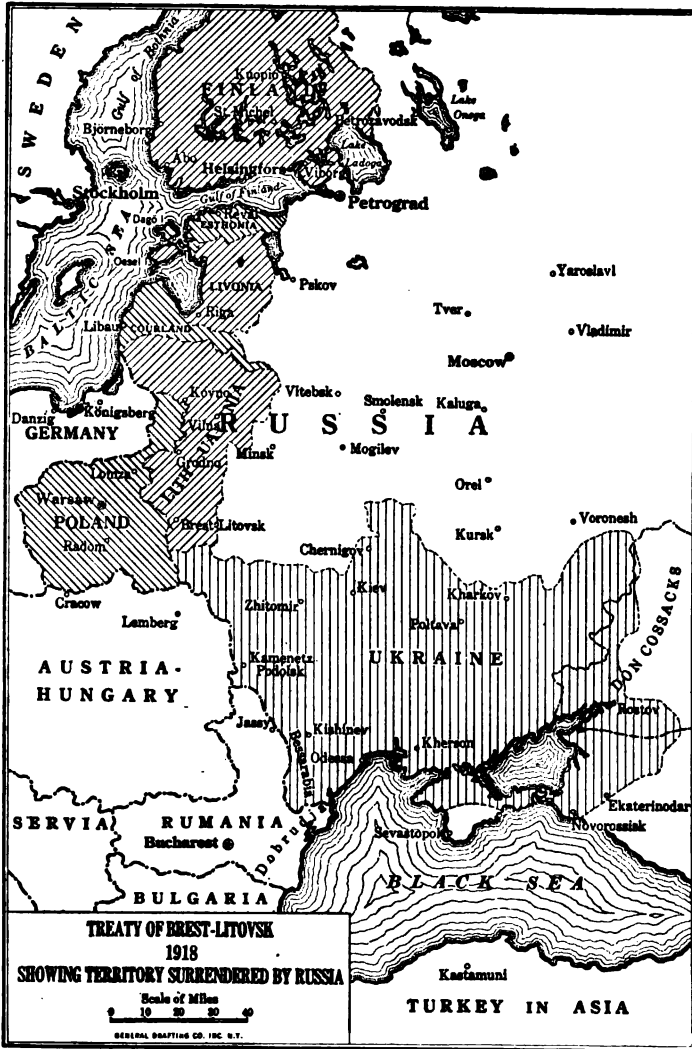 SWEDEN
Gulf of Bothnia
Kuopio
FINLAND
St. Michel
Björneborg
Petrozavodsk
Lake Onega
Lake Ladoga
Åbo
Helsingfors
Viborg
Stockholm
Gulf of Finland
Petrograd
Dagö
Reval
ESTHONIA
Oesel
BALTIC SEA
LIVONIA
Pskov
Yaroslavl
Riga
Tver
Libau
COURLAND
Vladimir
Moscow
Kovno
Vitebsk
Smolensk
Kaluga
Danzig
Königsberg
Vilna
RUSSIA
GERMANY
LITHUANIA
Minsk
Mogilev
Grodno
Lomza
Orel
Warsaw
POLAND
Brest Litovsk
Voronesh
Radom
Kursk
Chernigov
Cracow
Zhitomir
Kiev
Kharkov
Lemberg
Poltava
DON COSSACKS
AUSTRIA-
HUNGARY
Kamenetz
Podolsk
UKRAINE
Rostov
Jassy
Kishinev
Bessarabia
Kherson
Odessa
Ekaterinodar
SERVIA
RUMANIA
Novorossisk
Bucharest
Dobrudja
Sevastopol
BLACK SEA
BULGARIA
TREATY OF BREST-LITOVSK
1918
SHOWING TERRITORY SURRENDERED BY RUSSIA
Scale of Miles
0 10 20 30 40
GENERAL DRAFTING CO. INC. N.Y.
Kastamuni
TURKEY IN ASIA